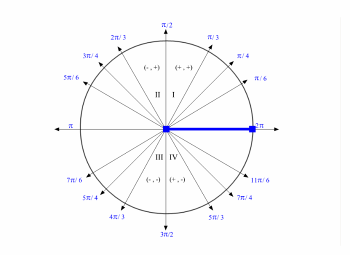 π/2
2π/ 3 π/ 3
3π/ 4 (- , +) (+ , +) π/ 4
5π/ 6 π/ 6
II I
π 2π
III IV
7π/ 6 (- , -) (+ , -) 11π/ 6
5π/ 4 7π/ 4
4π/ 3 5π/ 3
3π/2